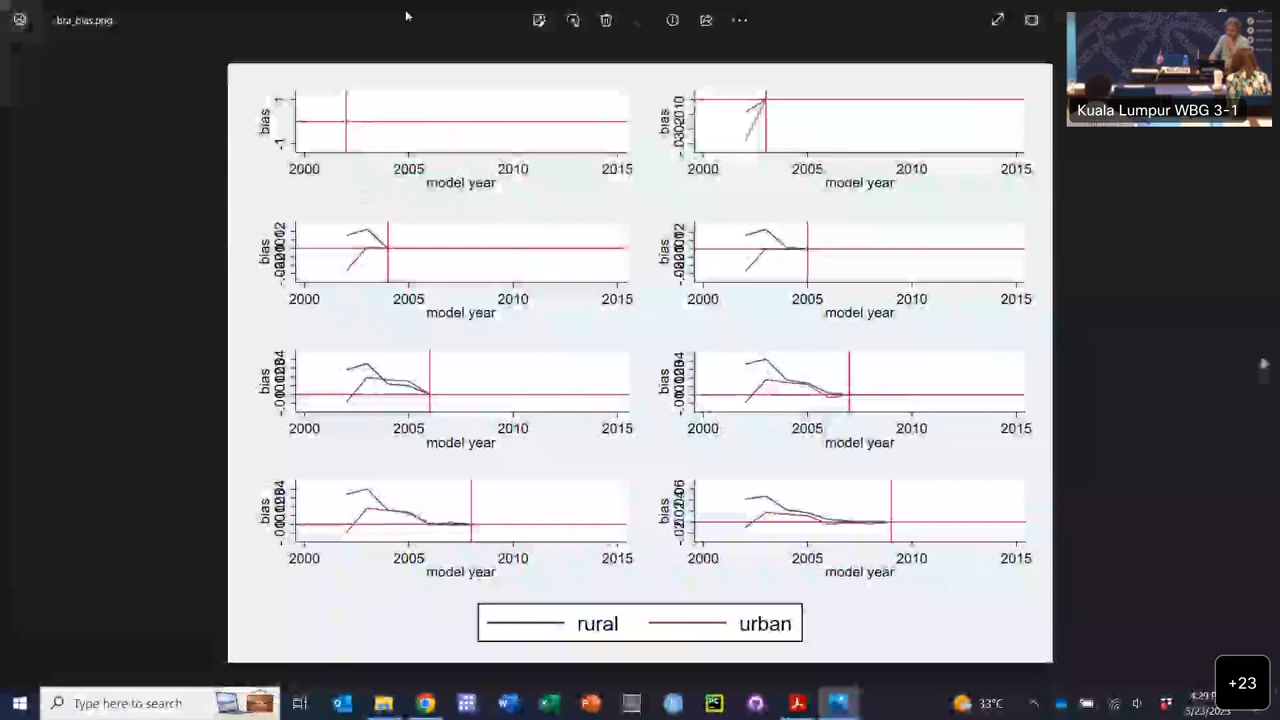 bra_bias.png
Kuala Lumpur WBG 3-1
bias
1
-1
2000 2005 2010 2015
model year
bias
2000 2005 2010 2015
model year
bias
2000 2005 2010 2015
model year
bias
2000 2005 2010 2015
model year
bias
2000 2005 2010 2015
model year
bias
2000 2005 2010 2015
model year
bias
2000 2005 2010 2015
model year
bias
2000 2005 2010 2015
model year
rural urban
+23
Type here to search
33°C